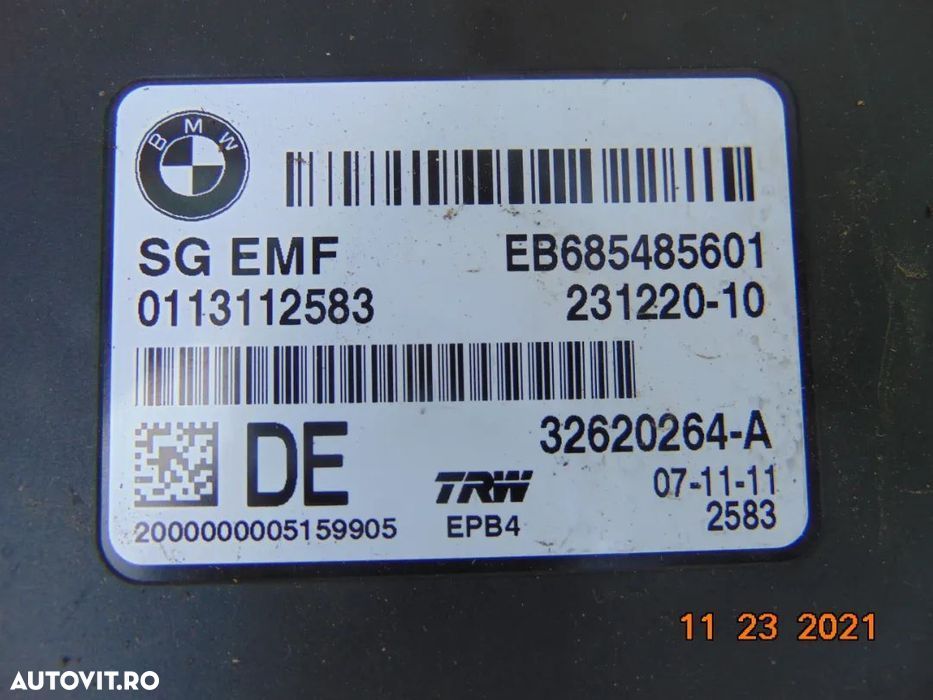 BMW
SG EMF
EB685485601
0113112583
231220-10
DE
32620264-A
TRW
07-11-11
2000000005159905
EPB4
2583
11 23 2021
AUTOVIT.RO